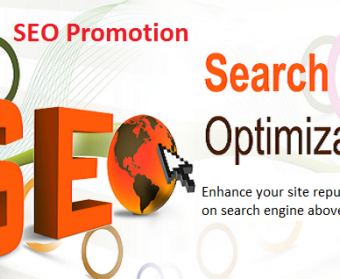 SEO Promotion
Search
Optimiza
SEO
Enhance your site repu
on search engine above